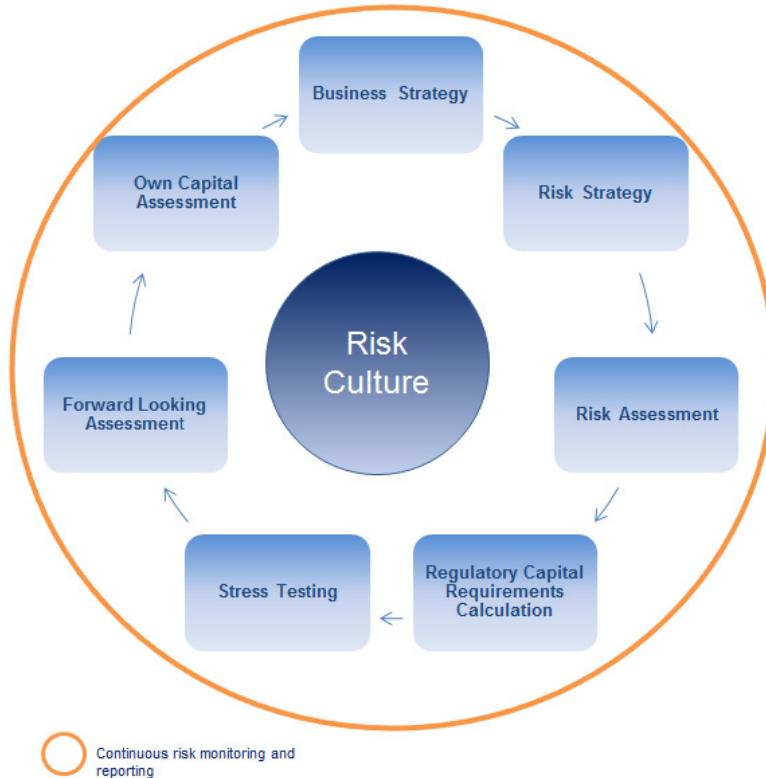 Business Strategy
Risk Strategy
Risk Assessment
Regulatory Capital
Requirements
Calculation
Stress Testing
Forward Looking
Assessment
Own Capital
Assessment
Risk
Culture
Continuous risk monitoring and
reporting